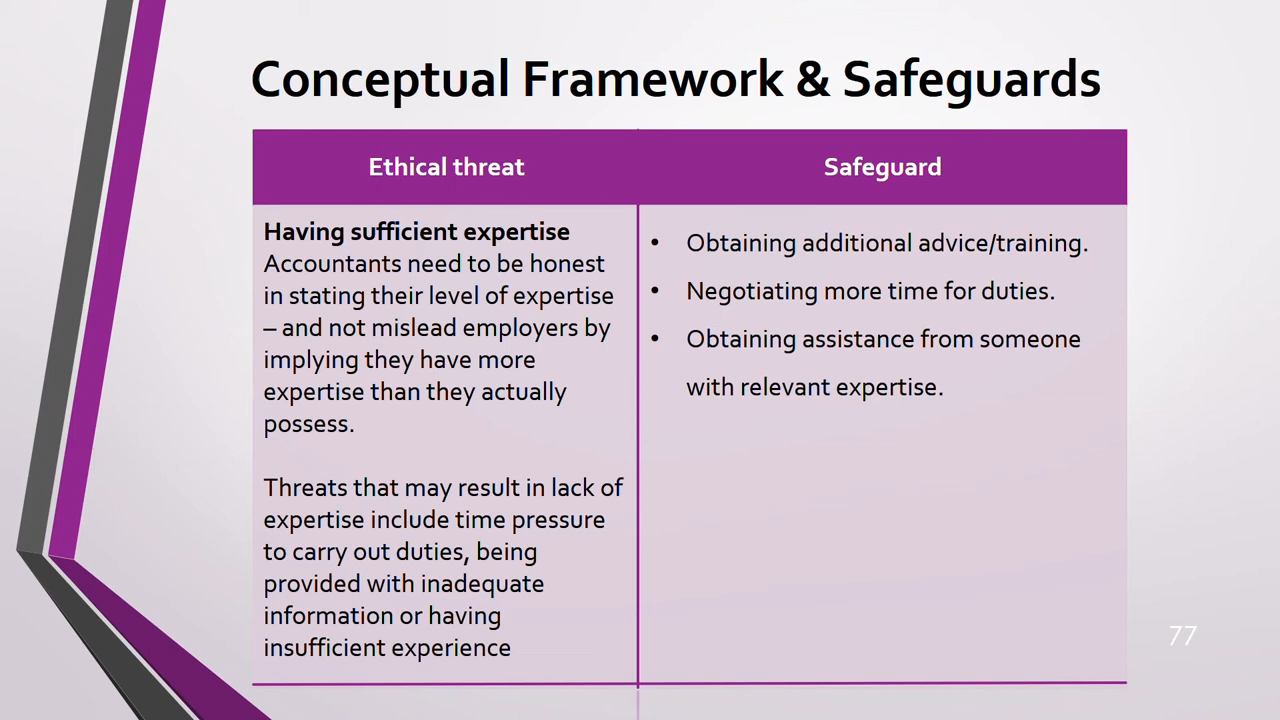 Conceptual Framework & Safeguards
Ethical threat
Safeguard
Having sufficient expertise
Accountants need to be honest
in stating their level of expertise
– and not mislead employers by
implying they have more
expertise than they actually
possess.
Threats that may result in lack of
expertise include time pressure
to carry out duties, being
provided with inadequate
information or having
insufficient experience
• Obtaining additional advice/training.
• Negotiating more time for duties.
• Obtaining assistance from someone
with relevant expertise.
77